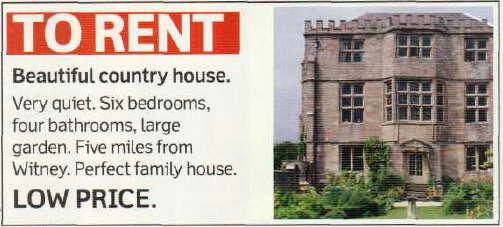 TO RENT
Beautiful country house.
Very quiet. Six bedrooms,
four bathrooms, large
garden. Five miles from
Witney. Perfect family house.
LOW PRICE.